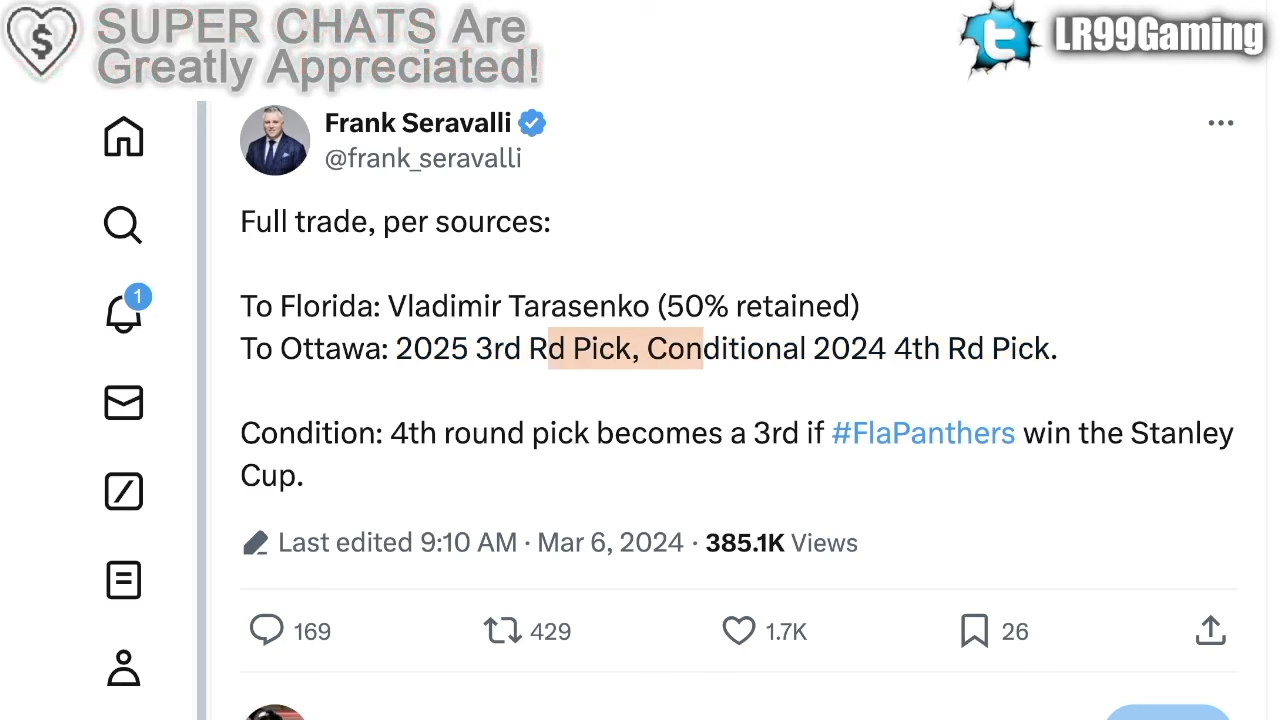 SUPER CHATS Are
Greatly Appreciated!
LR99Gaming
Frank Seravalli
@frank_seravalli
Full trade, per sources:
To Florida: Vladimir Tarasenko (50% retained)
To Ottawa: 2025 3rd Rd Pick, Conditional 2024 4th Rd Pick.
Condition: 4th round pick becomes a 3rd if #FlaPanthers win the Stanley
Cup.
1
Last edited 9:10 AM · Mar 6, 2024 · 385.1K Views
169 429 1.7K 26